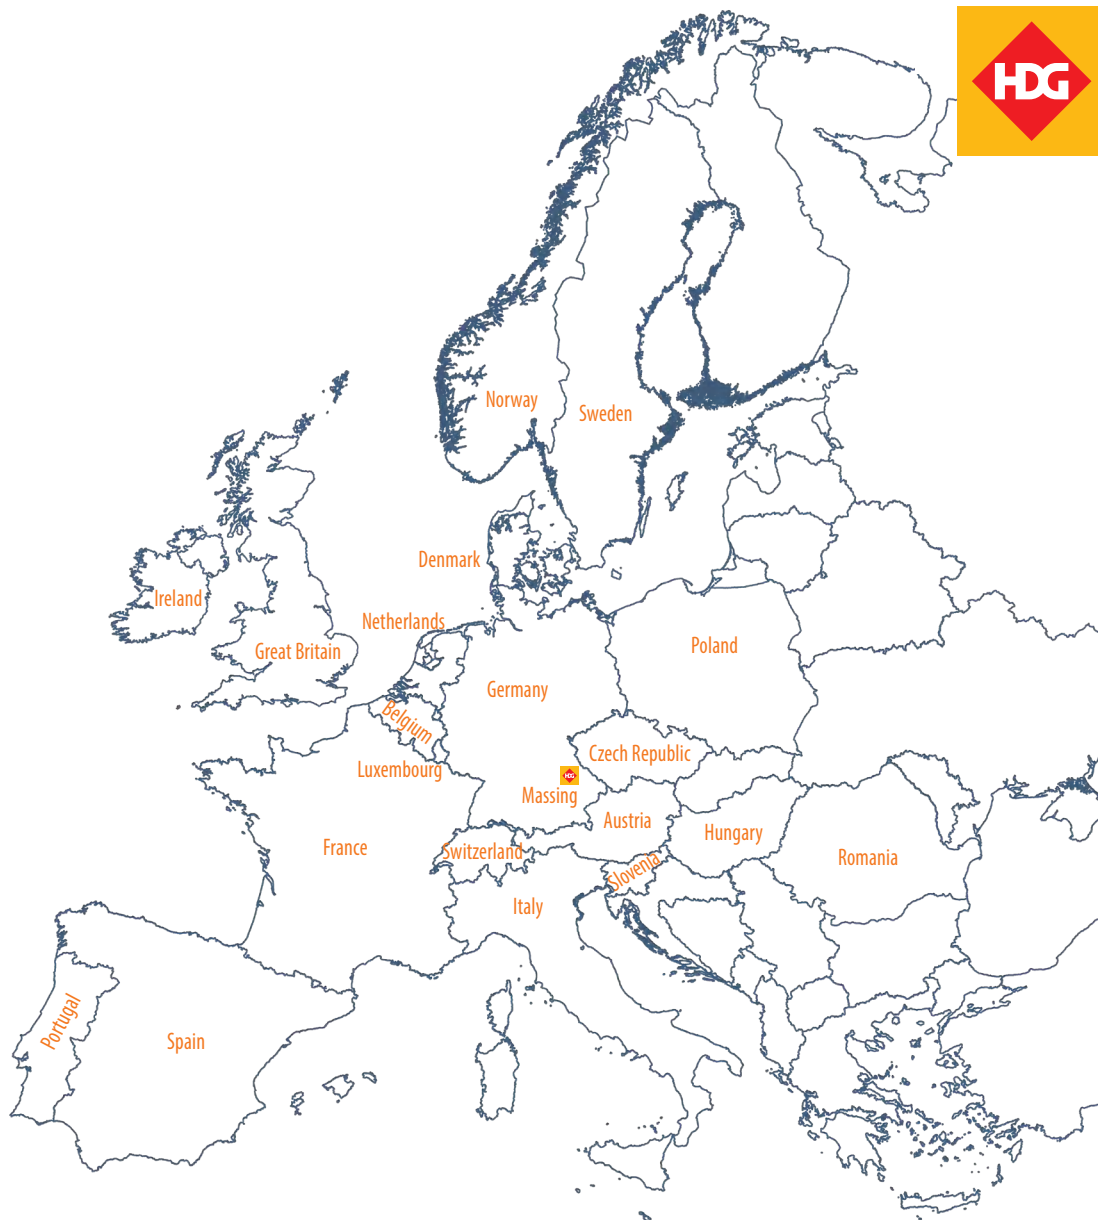 HDG
Norway
Sweden
Denmark
Ireland
Netherlands
Great Britain
Poland
Germany
Belgium
Czech Republic
Luxembourg
HDG
Massing
Austria
Hungary
France
Switzerland
Romania
Slovenia
Italy
Portugal
Spain